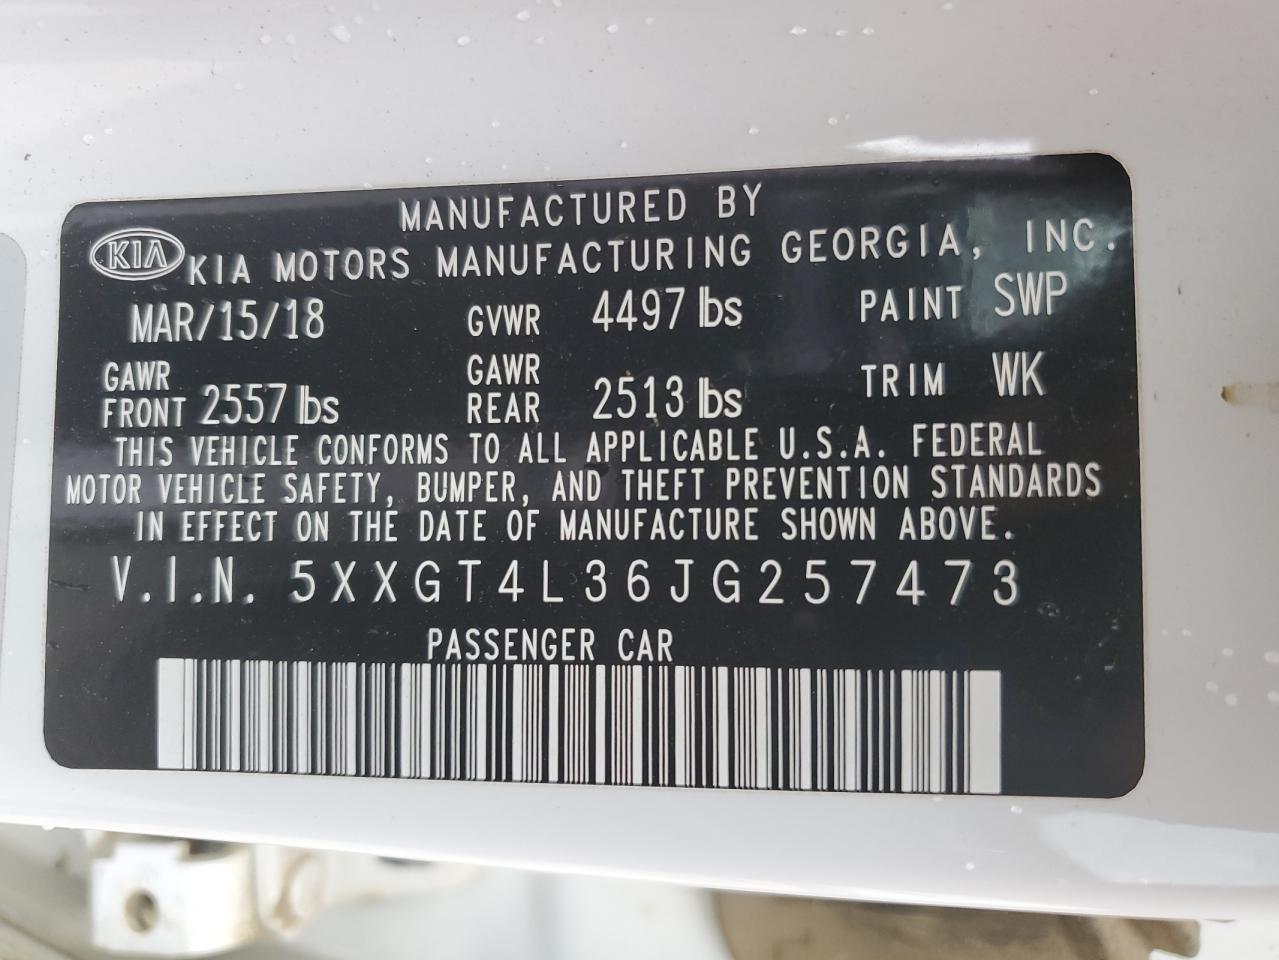 MANUFACTURED BY
KIA KIA MOTORS MANUFACTURING GEORGIA, INC.
MAR/15/18 GVWR 4497 lbs PAINT SWP
GAWR FRONT 2557 lbs GAWR REAR 2513 lbs TRIM WK
THIS VEHICLE CONFORMS TO ALL APPLICABLE U.S.A. FEDERAL
MOTOR VEHICLE SAFETY, BUMPER, AND THEFT PREVENTION STANDARDS
IN EFFECT ON THE DATE OF MANUFACTURE SHOWN ABOVE.
V.I.N. 5XXGT4L36JG257473
PASSENGER CAR